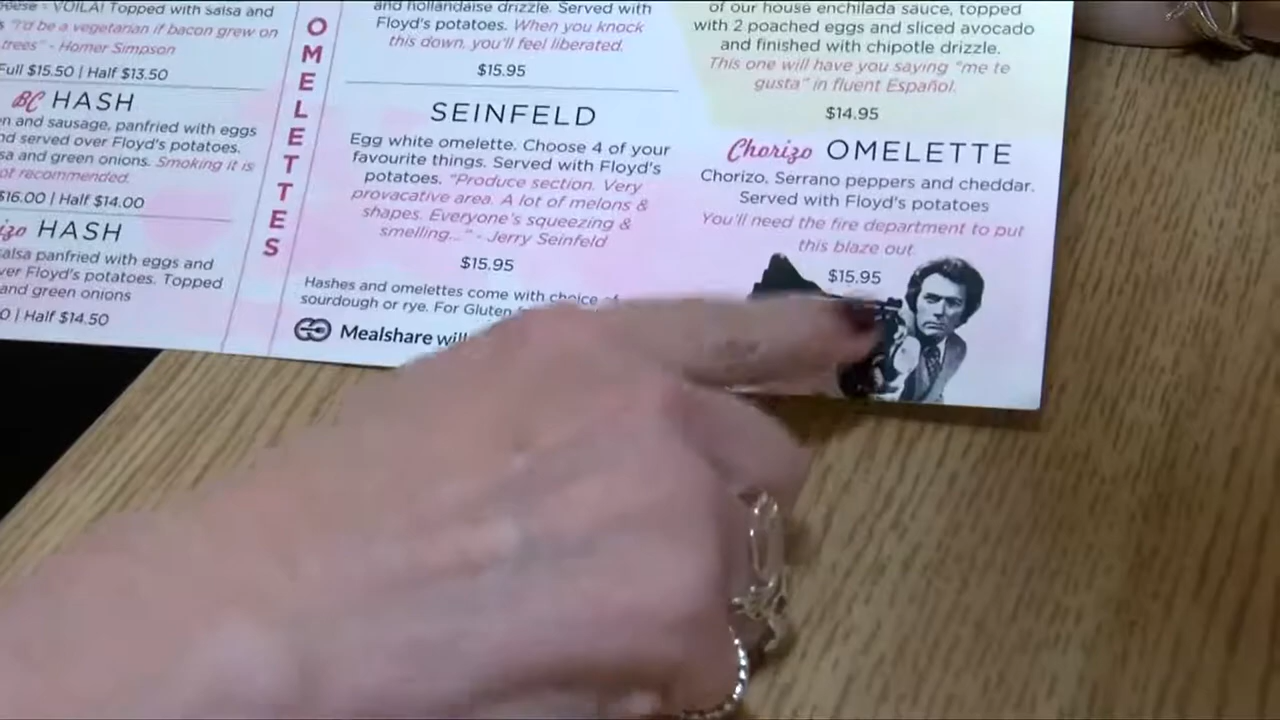 VOILA! Topped with salsa and
"I'd be a vegetarian if bacon grew on
trees" - Homer Simpson
Full $15.50 | Half $13.50
BC HASH
and sausage, panfried with eggs
served over Floyd's potatoes.
and green onions. Smoking it is
not recommended.
$16.00 | Half $14.00
HASH
panfried with eggs and
Floyd's potatoes. Topped
and green onions
| Half $14.50
OMELETTES
and hollandaise drizzle. Served with
Floyd's potatoes. When you knock
this down, you'll feel liberated.
$15.95
SEINFELD
Egg white omelette. Choose 4 of your
favourite things. Served with Floyd's
potatoes. "Produce section. Very
provacative area. A lot of melons &
shapes. Everyone's squeezing &
smelling..." - Jerry Seinfeld
$15.95
Hashes and omelettes come with choice of
sourdough or rye. For Gluten
Mealshare will
of our house enchilada sauce, topped
with 2 poached eggs and sliced avocado
and finished with chipotle drizzle.
This one will have you saying "me te
gusta" in fluent Español.
$14.95
Chorizo OMELETTE
Chorizo, Serrano peppers and cheddar.
Served with Floyd's potatoes
You'll need the fire department to put
this blaze out.
$15.95